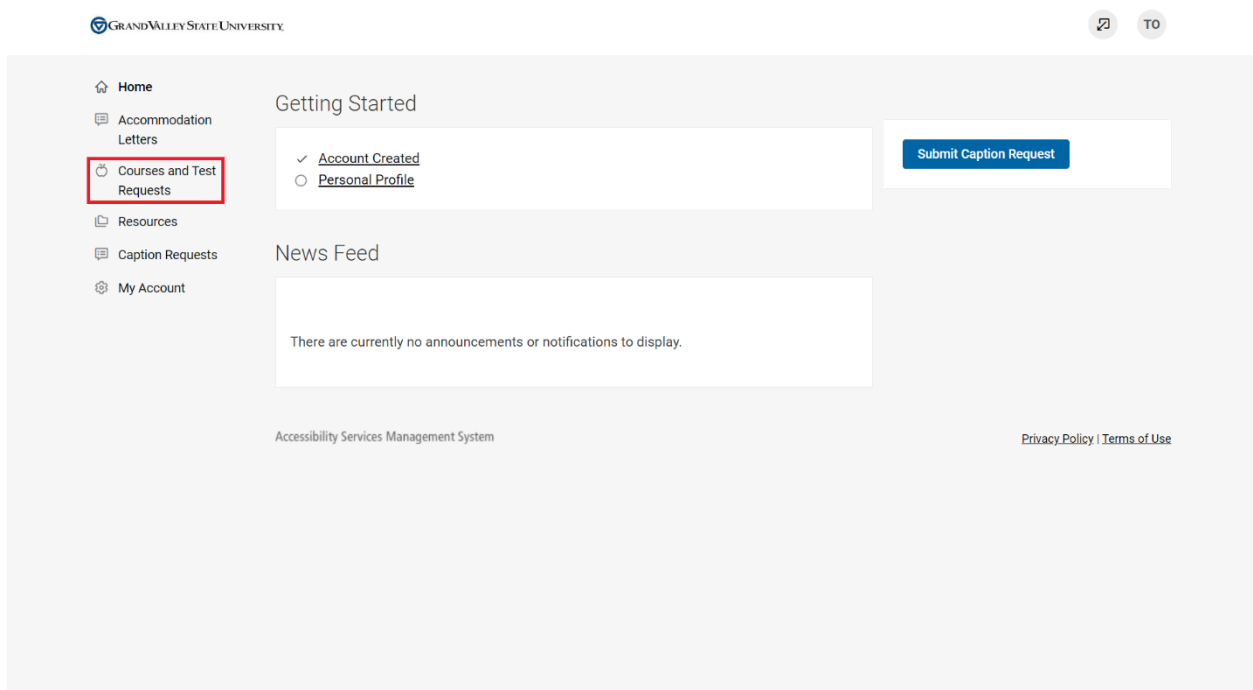 GRAND VALLEY STATE UNIVERSITY.
TO
Home
Accommodation
Letters
Courses and Test
Requests
Resources
Caption Requests
My Account
Getting Started
Account Created
Personal Profile
Submit Caption Request
News Feed
There are currently no announcements or notifications to display.
Accessibility Services Management System
Privacy Policy | Terms of Use